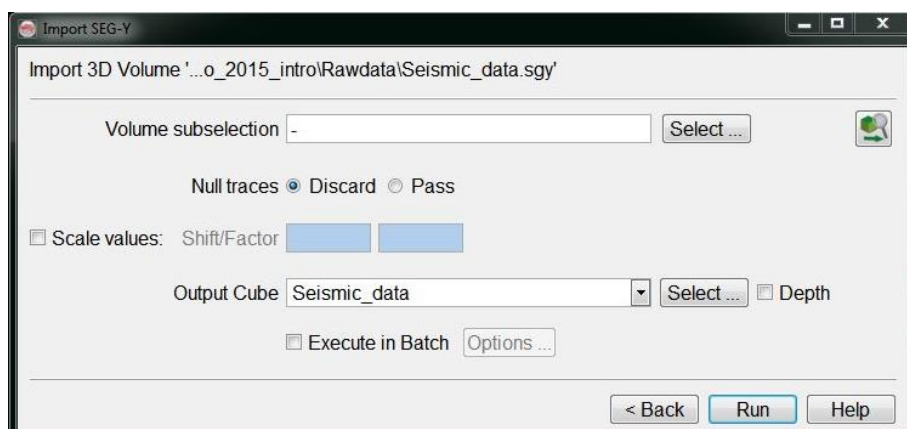 Import SEG-Y
Import 3D Volume '...o_2015_intro\Rawdata\Seismic_data.sgy'
Volume subselection - Select ...
Null traces Discard Pass
Scale values: Shift/Factor
Output Cube Seismic_data Select ... Depth
Execute in Batch Options ...
< Back Run Help